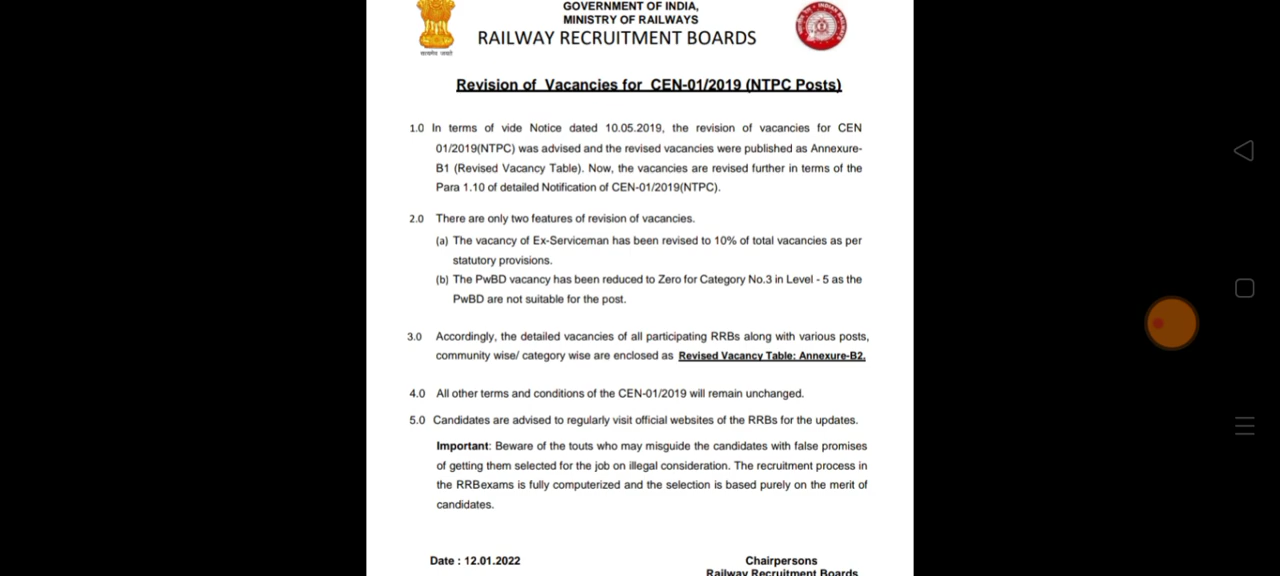 GOVERNMENT OF INDIA,
MINISTRY OF RAILWAYS
RAILWAY RECRUITMENT BOARDS
सत्यमेव जयते
INDIAN RAILWAYS
Revision of Vacancies for CEN-01/2019 (NTPC Posts)
1.0 In terms of vide Notice dated 10.05.2019, the revision of vacancies for CEN
01/2019(NTPC) was advised and the revised vacancies were published as Annexure-
B1 (Revised Vacancy Table). Now, the vacancies are revised further in terms of the
Para 1.10 of detailed Notification of CEN-01/2019(NTPC).
2.0 There are only two features of revision of vacancies.
(a) The vacancy of Ex-Serviceman has been revised to 10% of total vacancies as per
statutory provisions.
(b) The PwBD vacancy has been reduced to Zero for Category No.3 in Level - 5 as the
PwBD are not suitable for the post.
3.0 Accordingly, the detailed vacancies of all participating RRBs along with various posts,
community wise/ category wise are enclosed as Revised Vacancy Table: Annexure-B2.
4.0 All other terms and conditions of the CEN-01/2019 will remain unchanged.
5.0 Candidates are advised to regularly visit official websites of the RRBs for the updates.
Important: Beware of the touts who may misguide the candidates with false promises
of getting them selected for the job on illegal consideration. The recruitment process in
the RRBexams is fully computerized and the selection is based purely on the merit of
candidates.
Date : 12.01.2022
Chairpersons
Railway Recruitment Boards